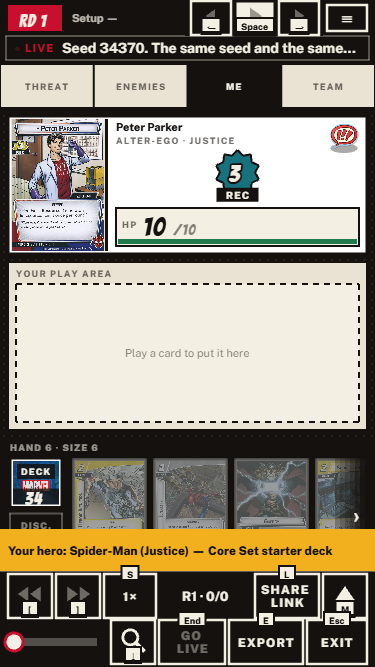 RD 1 Setup —
Space
LIVE Seed 34370. The same seed and the same...
THREAT ENEMIES ME TEAM
PETER PARKER
Peter Parker
ALTER-EGO · JUSTICE
3
REC
HP 10 /10
YOUR PLAY AREA
Play a card to put it here
HAND 6 · SIZE 6
DECK
MARVEL
34
DISC.
Your hero: Spider-Man (Justice) — Core Set starter deck
S L
1× R1·0/0 SHARE LINK
[ ] M
End E Esc
GO LIVE EXPORT EXIT